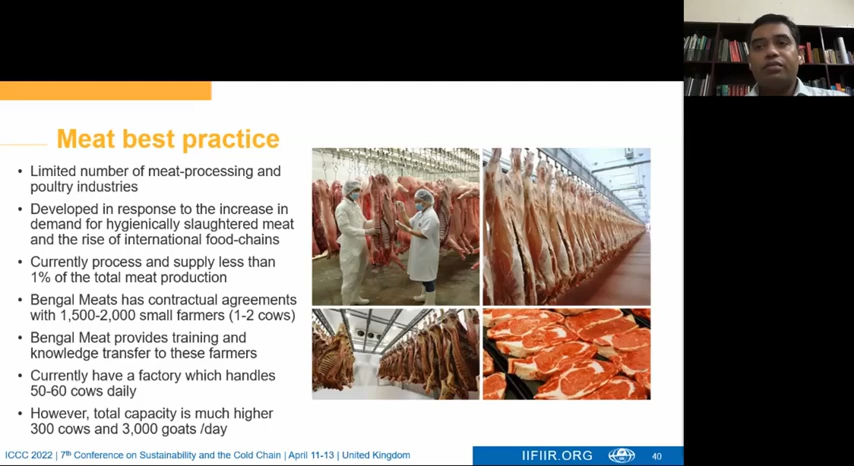 Meat best practice
• Limited number of meat-processing and
poultry industries
• Developed in response to the increase in
demand for hygienically slaughtered meat
and the rise of international food-chains
• Currently process and supply less than
1% of the total meat production
• Bengal Meats has contractual agreements
with 1,500-2,000 small farmers (1-2 cows)
• Bengal Meat provides training and
knowledge transfer to these farmers
• Currently have a factory which handles
50-60 cows daily
• However, total capacity is much higher
300 cows and 3,000 goats /day
ICCC 2022 | 7th Conference on Sustainability and the Cold Chain | April 11-13 | United Kingdom
IIFIIR.ORG
40